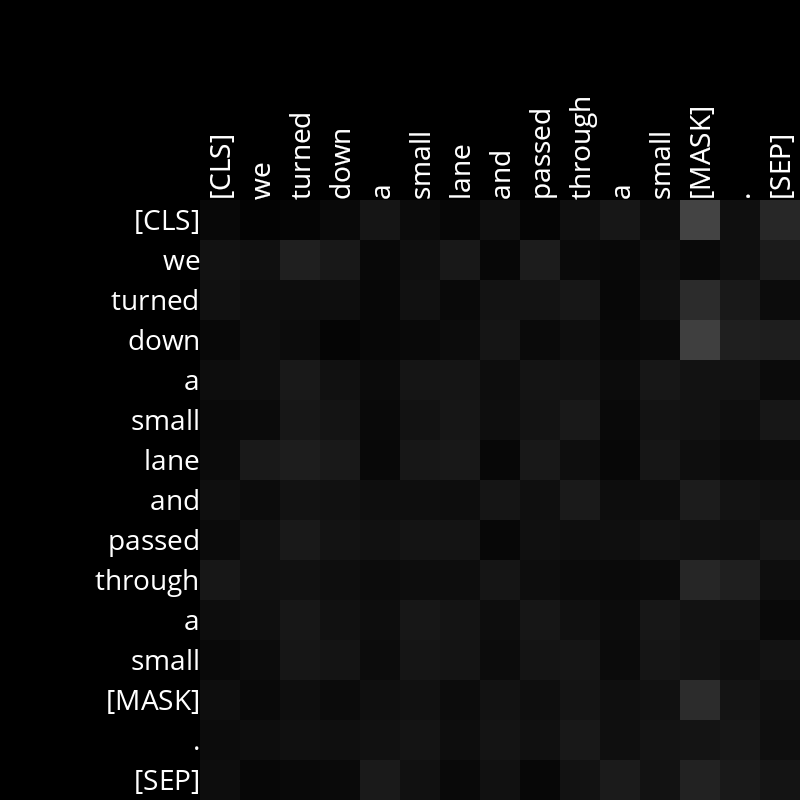 [CLS] we turned down a small lane and passed through a small [MASK] . [SEP]
[CLS]
we
turned
down
a
small
lane
and
passed
through
a
small
[MASK]
.
[SEP]